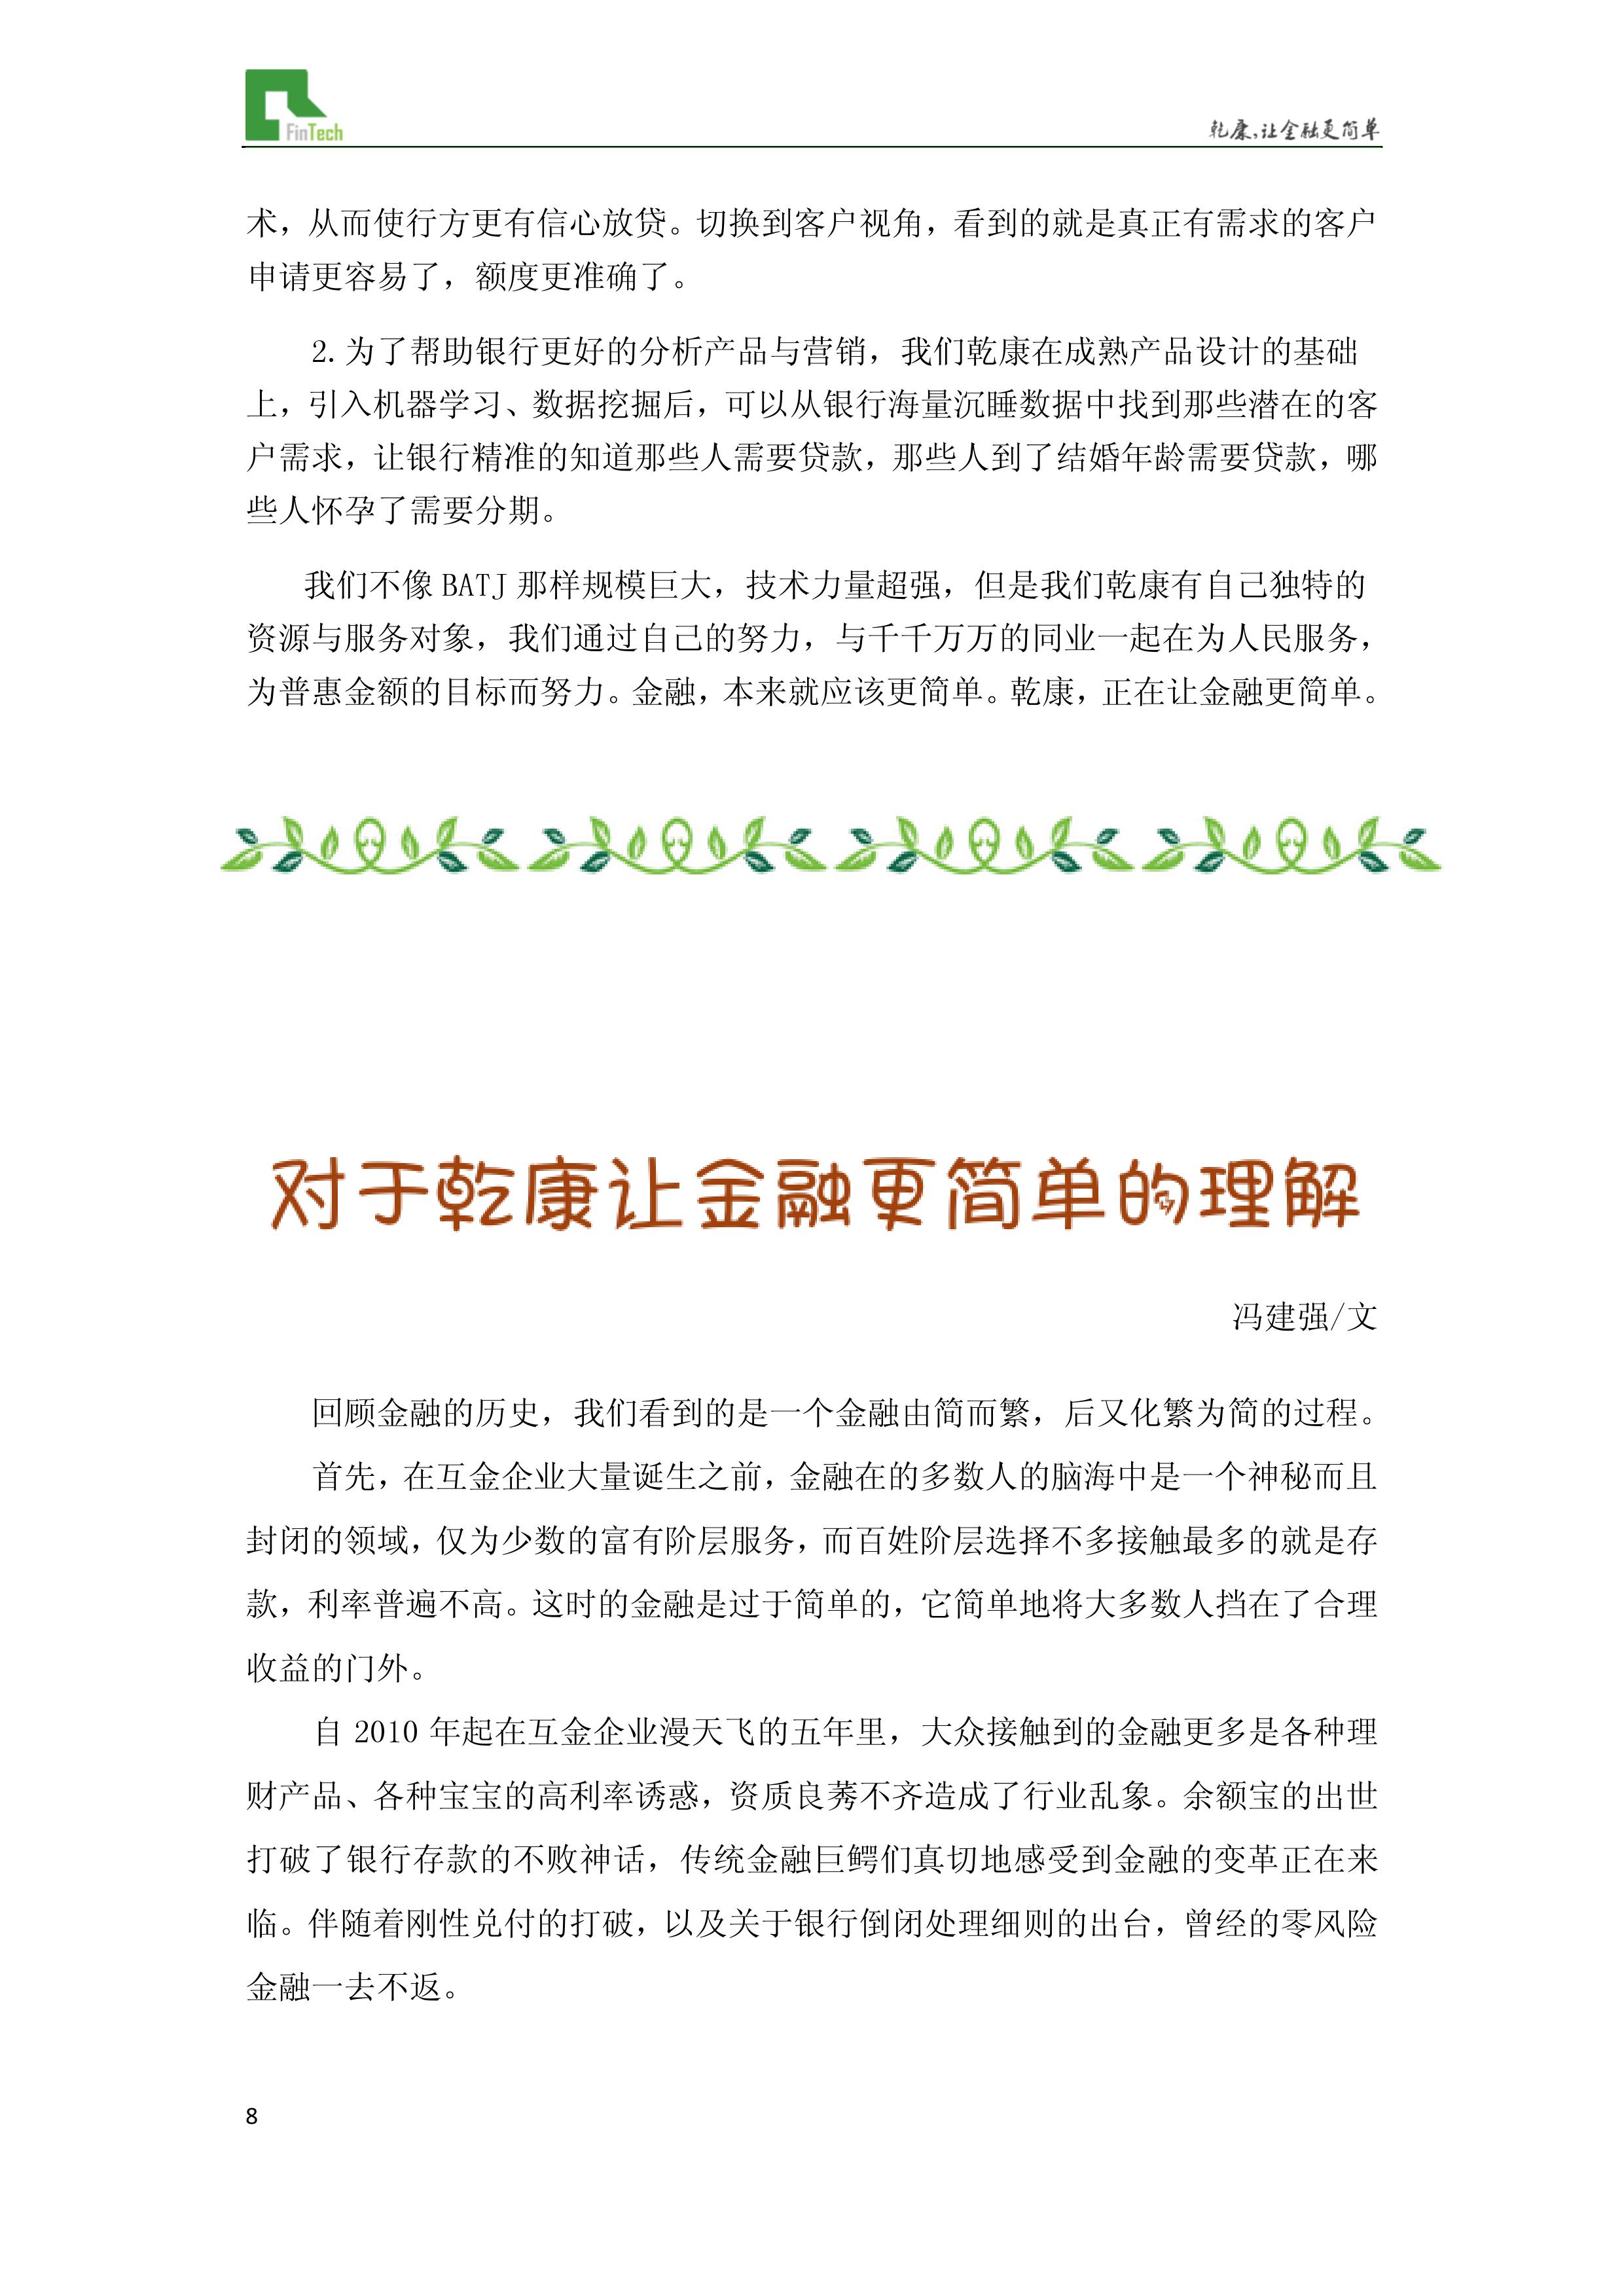 FinTech
乾康,让金融更简单
术，从而使行方更有信心放贷。切换到客户视角，看到的就是真正有需求的客户
申请更容易了，额度更准确了。
2.为了帮助银行更好的分析产品与营销，我们乾康在成熟产品设计的基础
上，引入机器学习、数据挖掘后，可以从银行海量沉睡数据中找到那些潜在的客
户需求，让银行精准的知道那些人需要贷款，那些人到了结婚年龄需要贷款，哪
些人怀孕了需要分期。
我们不像 BATJ 那样规模巨大，技术力量超强，但是我们乾康有自己独特的
资源与服务对象，我们通过自己的努力，与千千万万的同业一起在为人民服务，
为普惠金额的目标而努力。金融，本来就应该更简单。乾康，正在让金融更简单。
对于乾康让金融更简单的理解
冯建强/文
回顾金融的历史，我们看到的是一个金融由简而繁，后又化繁为简的过程。
首先，在互金企业大量诞生之前，金融在的多数人的脑海中是一个神秘而且
封闭的领域，仅为少数的富有阶层服务，而百姓阶层选择不多接触最多的就是存
款，利率普遍不高。这时的金融是过于简单的，它简单地将大多数人挡在了合理
收益的门外。
自 2010 年起在互金企业漫天飞的五年里，大众接触到的金融更多是各种理
财产品、各种宝宝的高利率诱惑，资质良莠不齐造成了行业乱象。余额宝的出世
打破了银行存款的不败神话，传统金融巨鳄们真切地感受到金融的变革正在来
临。伴随着刚性兑付的打破，以及关于银行倒闭处理细则的出台，曾经的零风险
金融一去不返。
8